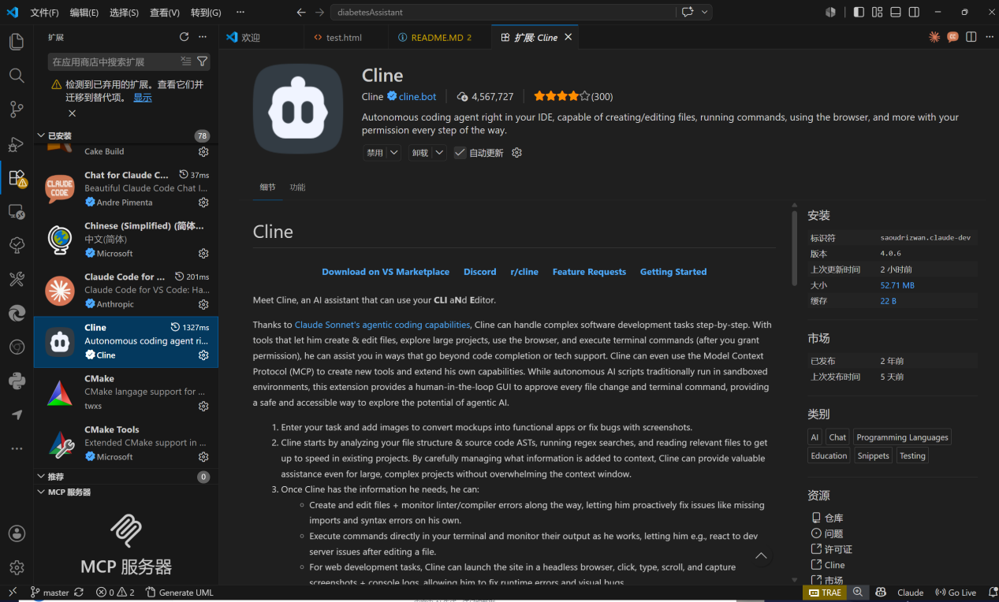 文件(F) 编辑(E) 选择(S) 查看(V) 转到(G) ···
diabetesAssistant
扩展
在应用商店中搜索扩展
检测到已弃用的扩展。查看它们并
迁移到替代项。 显示
已安装 78
Cake Build
CLAUDE CODE
Chat for Claude C... 37ms
Beautiful Claude Code Chat I...
Andre Pimenta
Chinese (Simplified) (简体...
中文(简体)
Microsoft
Claude Code for ... 201ms
Claude Code for VS Code: Ha...
Anthropic
Cline 1327ms
Autonomous coding agent ri...
Cline
CMake
CMake langage support for ...
twxs
CMake Tools
Extended CMake support in ...
Microsoft
推荐 0
MCP 服务器
MCP 服务器
欢迎 test.html README.MD 2 扩展: Cline
Cline
Cline cline.bot 4,567,727 (300)
Autonomous coding agent right in your IDE, capable of creating/editing files, running commands, using the browser, and more with your
permission every step of the way.
禁用 卸载 自动更新
细节 功能
Cline
Download on VS Marketplace Discord r/cline Feature Requests Getting Started
Meet Cline, an AI assistant that can use your CLI aNd Editor.
Thanks to Claude Sonnet's agentic coding capabilities, Cline can handle complex software development tasks step-by-step. With
tools that let him create & edit files, explore large projects, use the browser, and execute terminal commands (after you grant
permission), he can assist you in ways that go beyond code completion or tech support. Cline can even use the Model Context
Protocol (MCP) to create new tools and extend his own capabilities. While autonomous AI scripts traditionally run in sandboxed
environments, this extension provides a human-in-the-loop GUI to approve every file change and terminal command, providing
a safe and accessible way to explore the potential of agentic AI.
1. Enter your task and add images to convert mockups into functional apps or fix bugs with screenshots.
2. Cline starts by analyzing your file structure & source code ASTs, running regex searches, and reading relevant files to get
up to speed in existing projects. By carefully managing what information is added to context, Cline can provide valuable
assistance even for large, complex projects without overwhelming the context window.
3. Once Cline has the information he needs, he can:
Create and edit files + monitor linter/compiler errors along the way, letting him proactively fix issues like missing
imports and syntax errors on his own.
Execute commands directly in your terminal and monitor their output as he works, letting him e.g., react to dev
server issues after editing a file.
For web development tasks, Cline can launch the site in a headless browser, click, type, scroll, and capture
screenshots + console logs, allowing him to fix runtime errors and visual bugs.
安装
标识符 saoudrizwan.claude-dev
版本 4.0.6
上次更新时间 2 小时前
大小 52.71 MB
缓存 22 B
市场
已发布 2 年前
上次发布时间 5 天前
类别
AI Chat Programming Languages
Education Snippets Testing
资源
仓库
问题
许可证
Cline
市场
master 0 2 Generate UML TRAE Claude Go Live